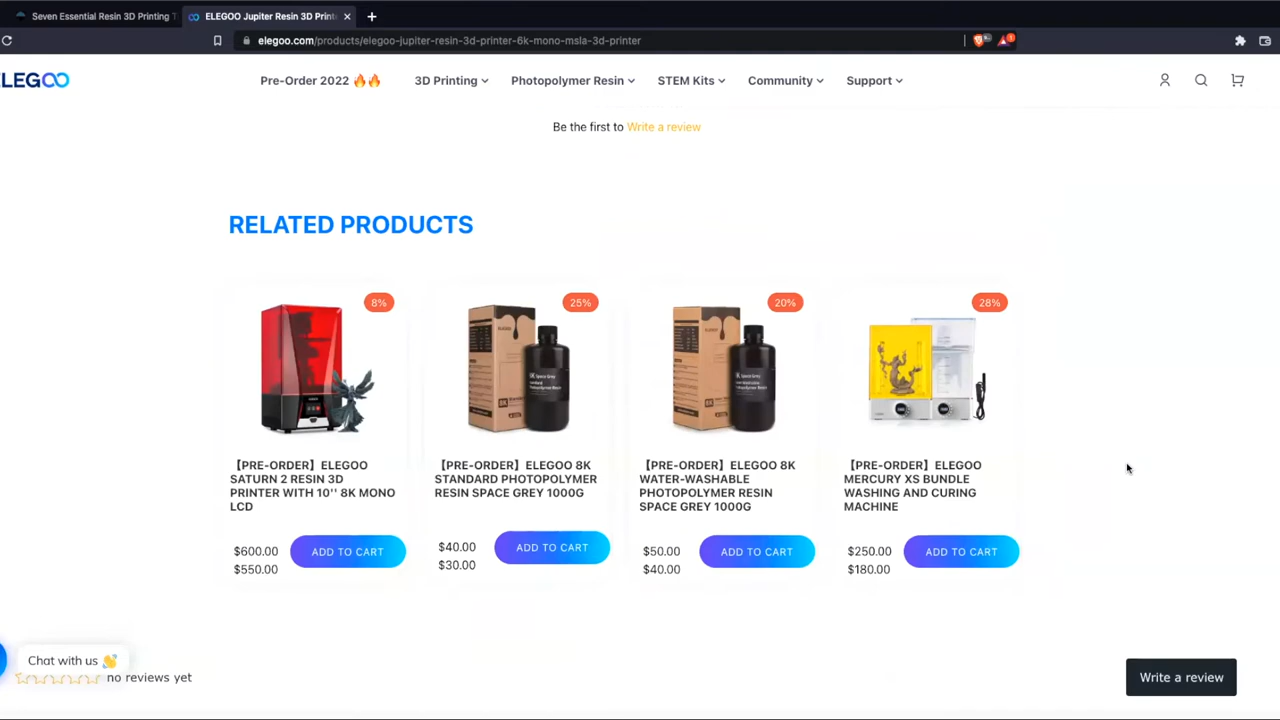 Seven Essential Resin 3D Printing T
ELEGOO Jupiter Resin 3D Print
elegoo.com/products/elegoo-jupiter-resin-3d-printer-6k-mono-msla-3d-printer
LEGOO
Pre-Order 2022 🔥🔥
3D Printing
Photopolymer Resin
STEM Kits
Community
Support
Be the first to Write a review
RELATED PRODUCTS
8%
25%
20%
28%
【PRE-ORDER】ELEGOO
SATURN 2 RESIN 3D
PRINTER WITH 10'' 8K MONO
LCD
$600.00
$550.00
ADD TO CART
【PRE-ORDER】ELEGOO 8K
STANDARD PHOTOPOLYMER
RESIN SPACE GREY 1000G
$40.00
$30.00
ADD TO CART
【PRE-ORDER】ELEGOO 8K
WATER-WASHABLE
PHOTOPOLYMER RESIN
SPACE GREY 1000G
$50.00
$40.00
ADD TO CART
【PRE-ORDER】ELEGOO
MERCURY XS BUNDLE
WASHING AND CURING
MACHINE
$250.00
$180.00
ADD TO CART
Chat with us 👋
no reviews yet
Write a review